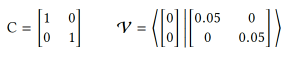 C = [1 0; 0 1] 𝓥 = ⟨[0; 0] | [0.05 0; 0 0.05]⟩